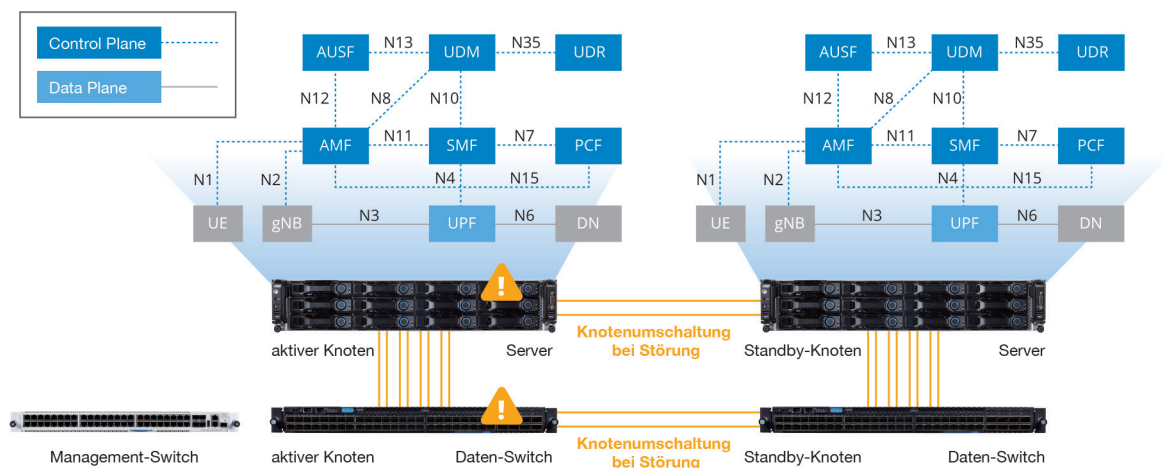 Control Plane
Data Plane
AUSF N13 UDM N35 UDR
N12 N8 N10
AMF N11 SMF N7 PCF
N1 N2 N4 N15
UE gNB N3 UPF N6 DN
AUSF N13 UDM N35 UDR
N12 N8 N10
AMF N11 SMF N7 PCF
N1 N2 N4 N15
UE gNB N3 UPF N6 DN
aktiver Knoten Server
Knotenumschaltung
bei Störung
Standby-Knoten Server
Management-Switch
aktiver Knoten Daten-Switch
Knotenumschaltung
bei Störung
Standby-Knoten Daten-Switch